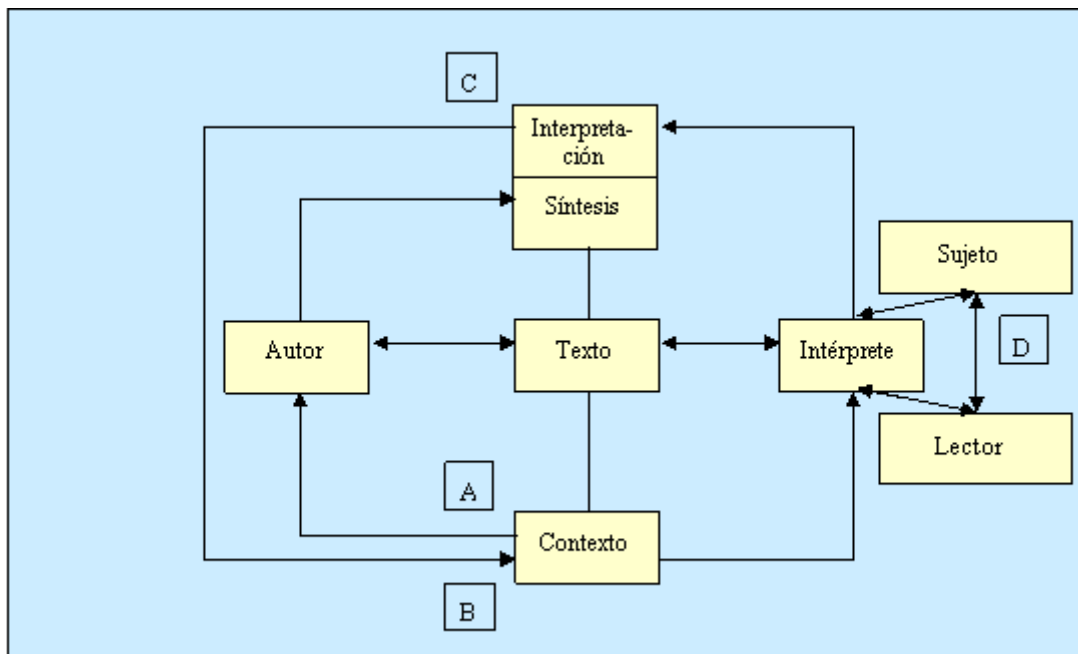 C
Interpreta-
ción
Síntesis
Sujeto
Autor
Texto
Intérprete
D
Lector
A
Contexto
B